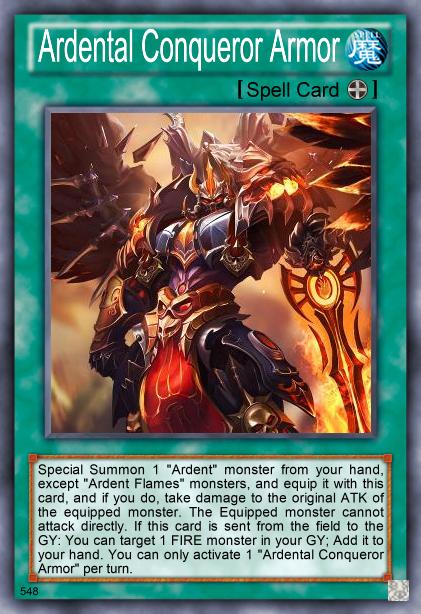 Ardental Conqueror Armor
SPELL
魔
[Spell Card ]
Special Summon 1 "Ardent" monster from your hand,
except "Ardent Flames" monsters, and equip it with this
card, and if you do, take damage to the original ATK of
the equipped monster. The Equipped monster cannot
attack directly. If this card is sent from the field to the
GY: You can target 1 FIRE monster in your GY; Add it to
your hand. You can only activate 1 "Ardental Conqueror
Armor" per turn.
548